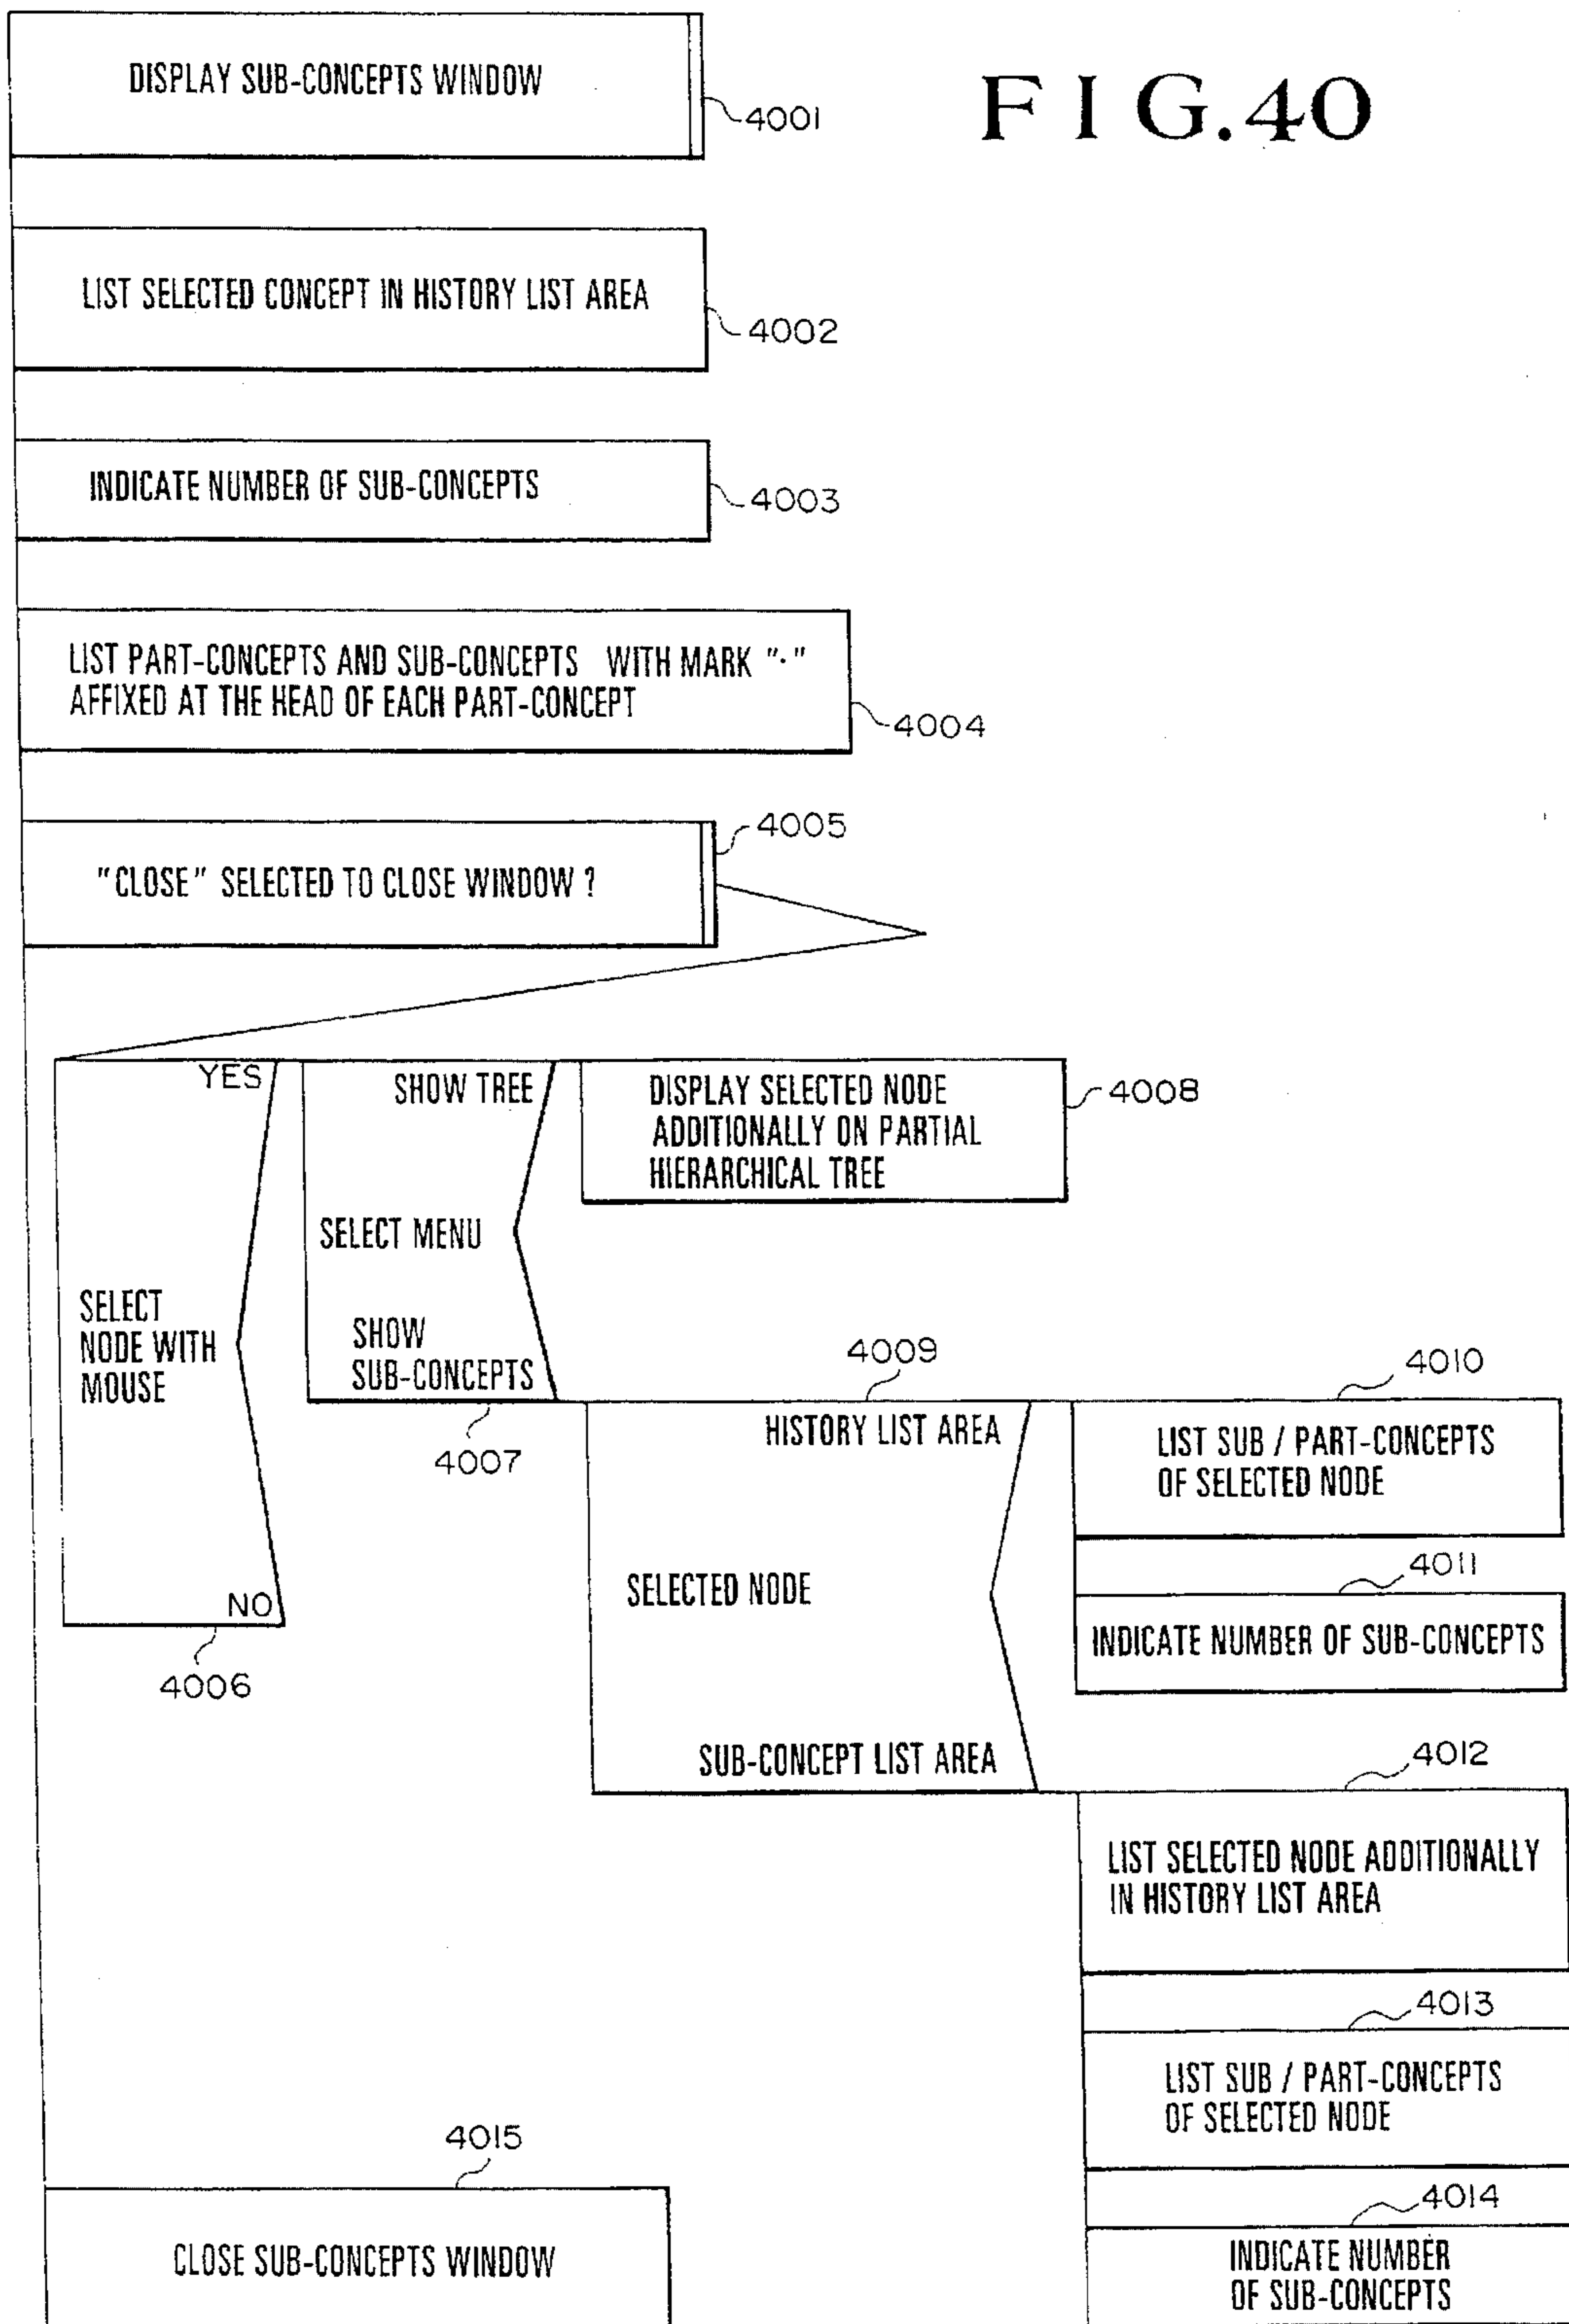 FIG.40
DISPLAY SUB-CONCEPTS WINDOW
4001
LIST SELECTED CONCEPT IN HISTORY LIST AREA
4002
INDICATE NUMBER OF SUB-CONCEPTS
4003
LIST PART-CONCEPTS AND SUB-CONCEPTS WITH MARK "·"
AFFIXED AT THE HEAD OF EACH PART-CONCEPT
4004
4005
"CLOSE" SELECTED TO CLOSE WINDOW ?
YES
SELECT
NODE WITH
MOUSE
NO
4006
SHOW TREE
SELECT MENU
SHOW
SUB-CONCEPTS
4007
DISPLAY SELECTED NODE
ADDITIONALLY ON PARTIAL
HIERARCHICAL TREE
4008
4009
HISTORY LIST AREA
SELECTED NODE
SUB-CONCEPT LIST AREA
4010
LIST SUB / PART-CONCEPTS
OF SELECTED NODE
4011
INDICATE NUMBER OF SUB-CONCEPTS
4012
LIST SELECTED NODE ADDITIONALLY
IN HISTORY LIST AREA
4013
LIST SUB / PART-CONCEPTS
OF SELECTED NODE
4014
INDICATE NUMBER
OF SUB-CONCEPTS
4015
CLOSE SUB-CONCEPTS WINDOW